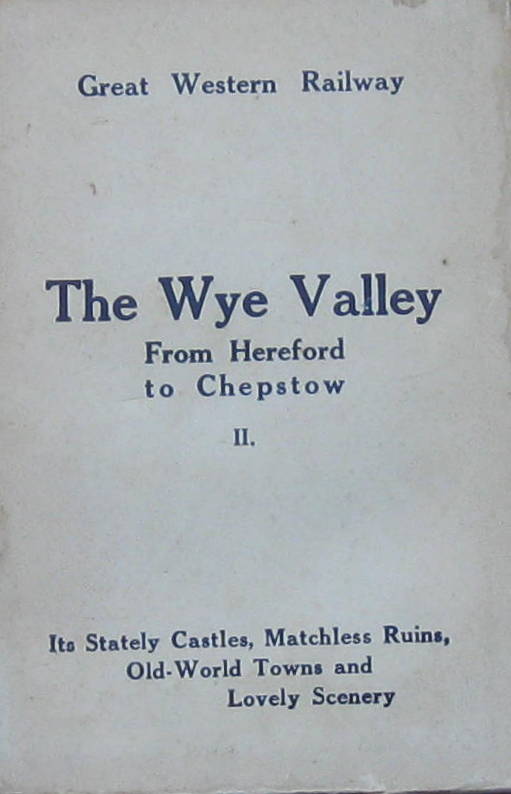 Great Western Railway
The Wye Valley
From Hereford
to Chepstow
II.
Its Stately Castles, Matchless Ruins,
Old-World Towns and
Lovely Scenery